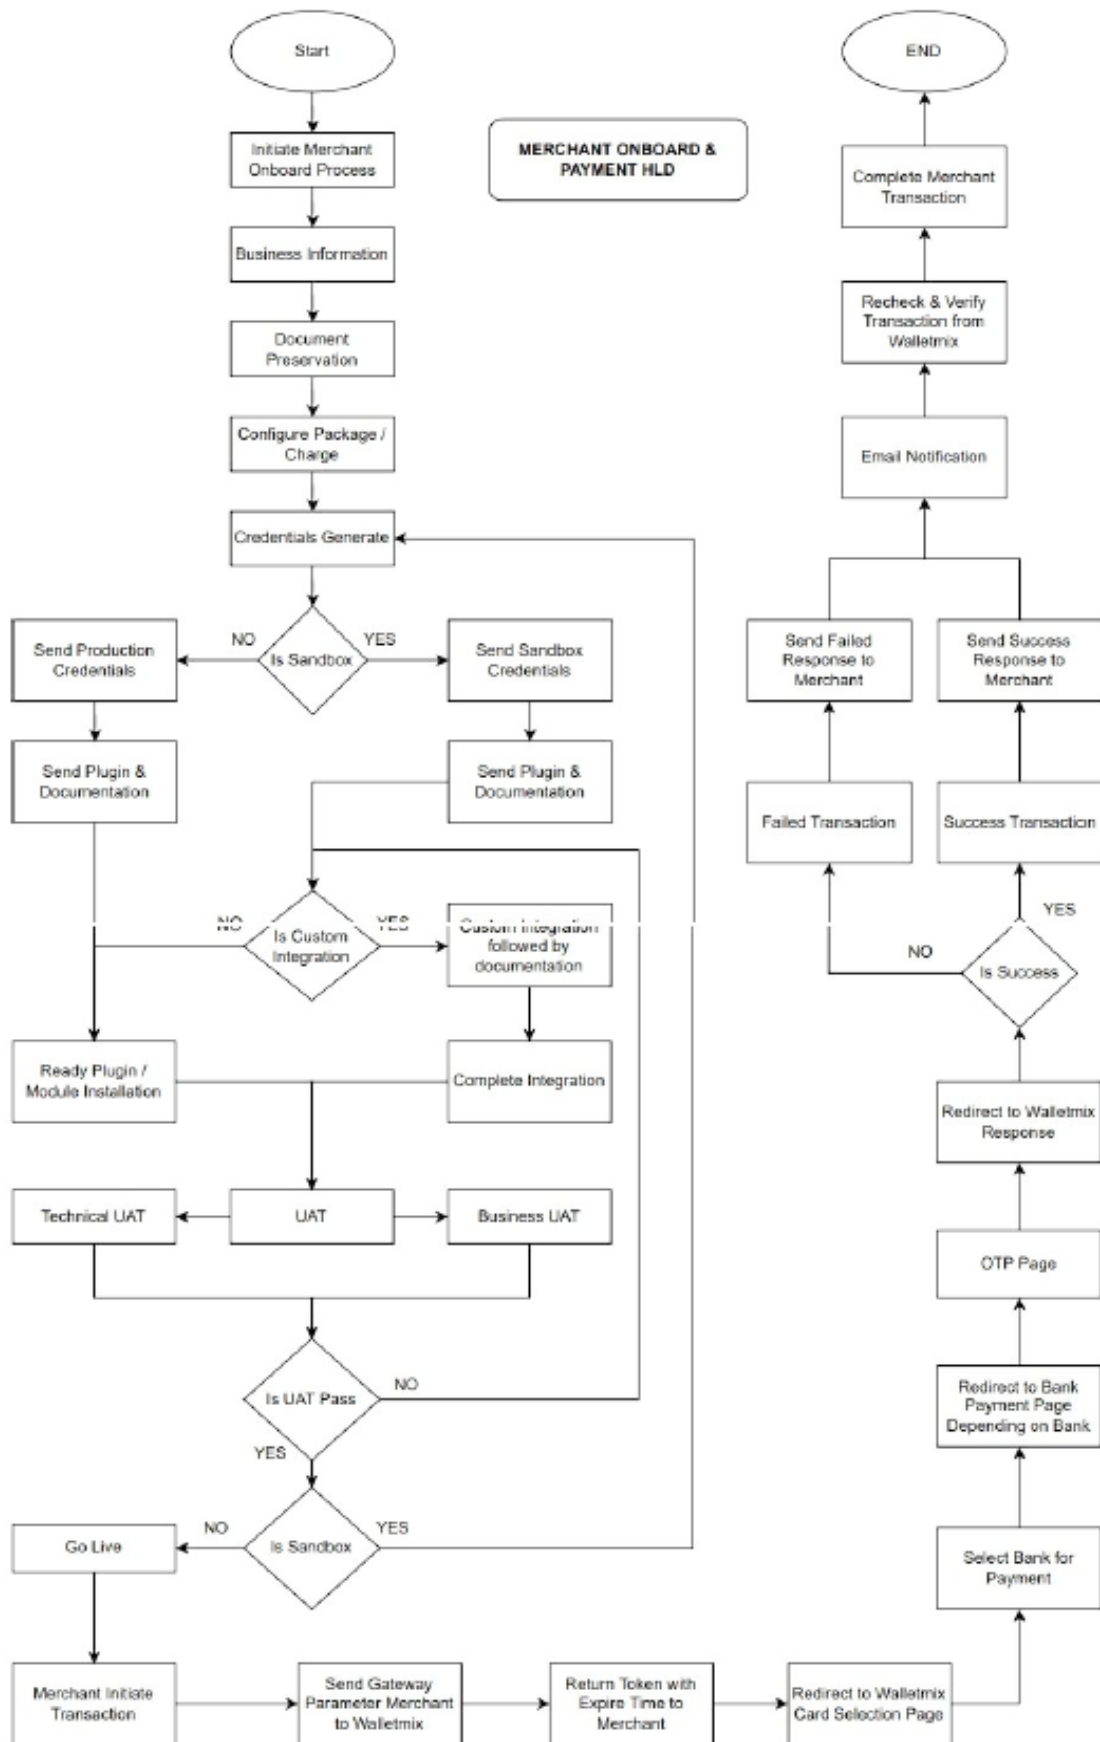 Start
Initiate Merchant
Onboard Process
Business Information
Document
Preservation
Configure Package /
Charge
Credentials Generate
MERCHANT ONBOARD &
PAYMENT HLD
NO
Is Sandbox
YES
Send Production
Credentials
Send Sandbox
Credentials
Send Plugin &
Documentation
Send Plugin &
Documentation
NO
Is Custom
Integration
YES
Custom Integration
followed by
documentation
Ready Plugin /
Module Installation
Complete Integration
Technical UAT
UAT
Business UAT
Is UAT Pass
NO
YES
Is Sandbox
NO
YES
Go Live
Merchant Initiate
Transaction
Send Gateway
Parameter Merchant
to Walletmix
Return Token with
Expire Time to
Merchant
Redirect to Walletmix
Card Selection Page
Select Bank for
Payment
Redirect to Bank
Payment Page
Depending on Bank
OTP Page
Redirect to Walletmix
Response
Is Success
NO
YES
Failed Transaction
Success Transaction
Send Failed
Response to
Merchant
Send Success
Response to
Merchant
Email Notification
Recheck & Verify
Transaction from
Walletmix
Complete Merchant
Transaction
END